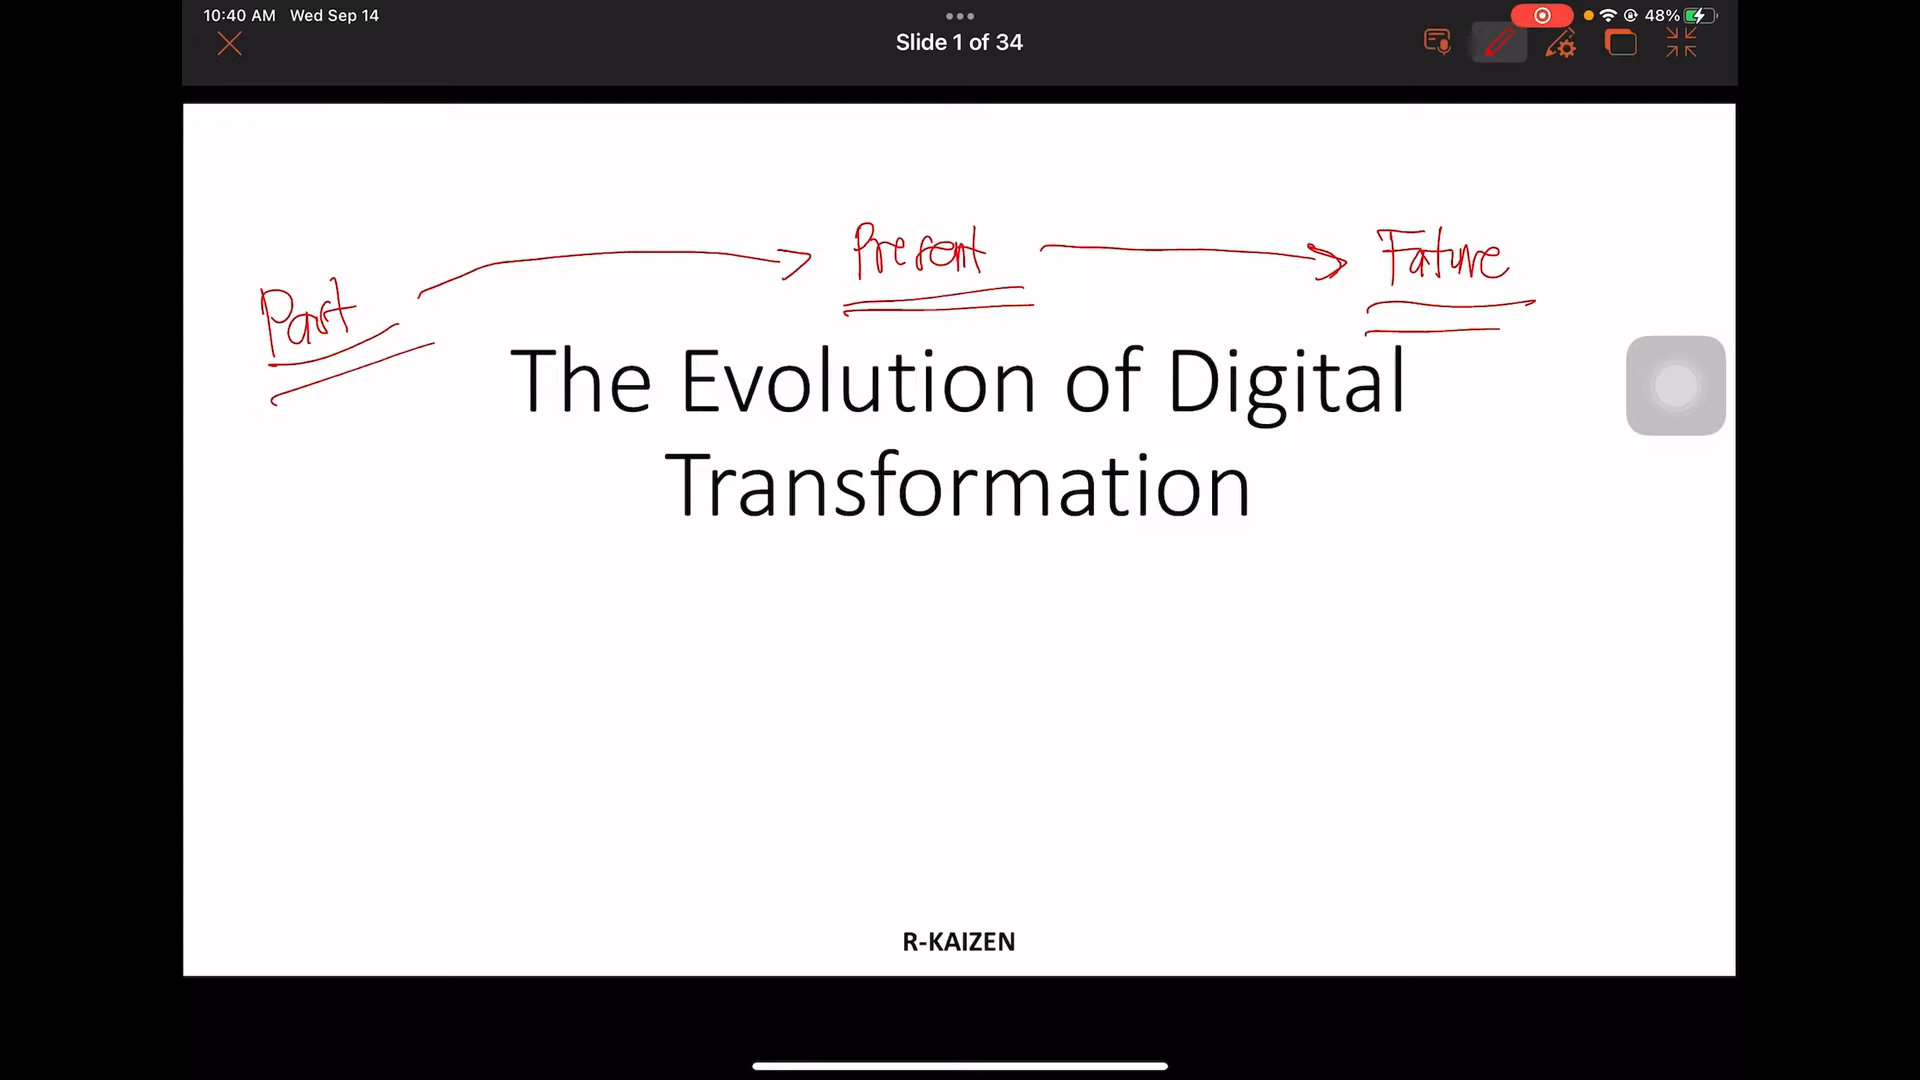 10:40 AM Wed Sep 14
48%
Slide 1 of 34
Past Present Future
The Evolution of Digital
Transformation
R-KAIZEN